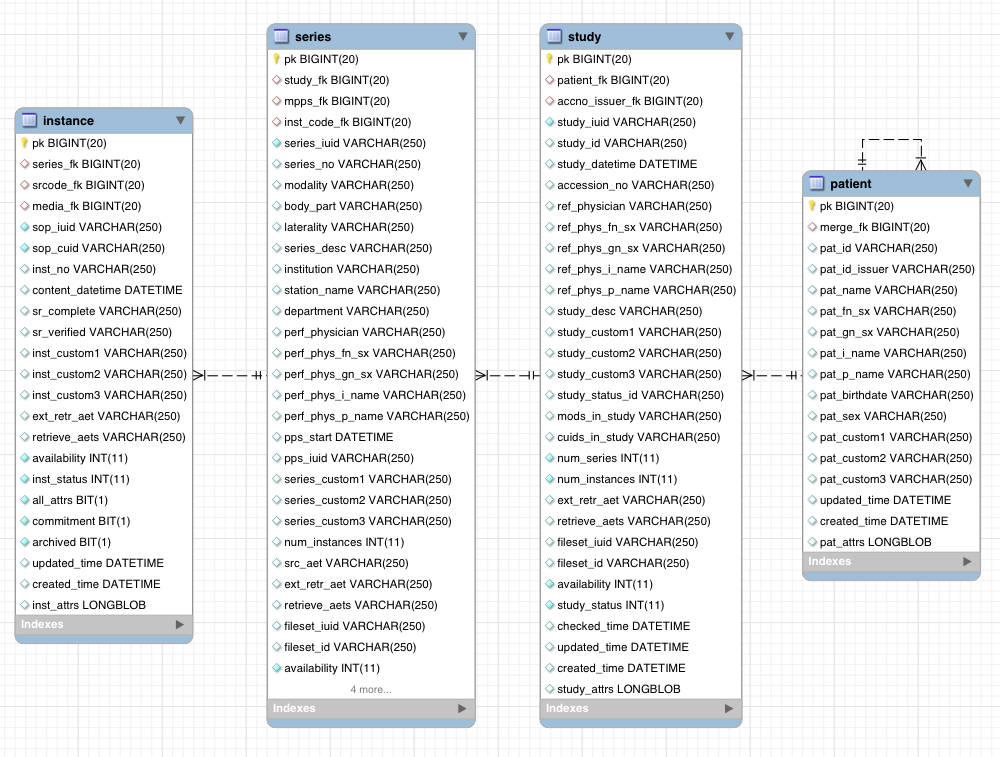 instance
pk BIGINT(20)
series_fk BIGINT(20)
srcode_fk BIGINT(20)
media_fk BIGINT(20)
sop_iuid VARCHAR(250)
sop_cuid VARCHAR(250)
inst_no VARCHAR(250)
content_datetime DATETIME
sr_complete VARCHAR(250)
sr_verified VARCHAR(250)
inst_custom1 VARCHAR(250)
inst_custom2 VARCHAR(250)
inst_custom3 VARCHAR(250)
ext_retr_aet VARCHAR(250)
retrieve_aets VARCHAR(250)
availability INT(11)
inst_status INT(11)
all_attrs BIT(1)
commitment BIT(1)
archived BIT(1)
updated_time DATETIME
created_time DATETIME
inst_attrs LONGBLOB
Indexes
series
pk BIGINT(20)
study_fk BIGINT(20)
mpps_fk BIGINT(20)
inst_code_fk BIGINT(20)
series_iuid VARCHAR(250)
series_no VARCHAR(250)
modality VARCHAR(250)
body_part VARCHAR(250)
laterality VARCHAR(250)
series_desc VARCHAR(250)
institution VARCHAR(250)
station_name VARCHAR(250)
department VARCHAR(250)
perf_physician VARCHAR(250)
perf_phys_fn_sx VARCHAR(250)
perf_phys_gn_sx VARCHAR(250)
perf_phys_i_name VARCHAR(250)
perf_phys_p_name VARCHAR(250)
pps_start DATETIME
pps_iuid VARCHAR(250)
series_custom1 VARCHAR(250)
series_custom2 VARCHAR(250)
series_custom3 VARCHAR(250)
num_instances INT(11)
src_aet VARCHAR(250)
ext_retr_aet VARCHAR(250)
retrieve_aets VARCHAR(250)
fileset_iuid VARCHAR(250)
fileset_id VARCHAR(250)
availability INT(11)
4 more...
Indexes
study
pk BIGINT(20)
patient_fk BIGINT(20)
accno_issuer_fk BIGINT(20)
study_iuid VARCHAR(250)
study_id VARCHAR(250)
study_datetime DATETIME
accession_no VARCHAR(250)
ref_physician VARCHAR(250)
ref_phys_fn_sx VARCHAR(250)
ref_phys_gn_sx VARCHAR(250)
ref_phys_i_name VARCHAR(250)
ref_phys_p_name VARCHAR(250)
study_desc VARCHAR(250)
study_custom1 VARCHAR(250)
study_custom2 VARCHAR(250)
study_custom3 VARCHAR(250)
study_status_id VARCHAR(250)
mods_in_study VARCHAR(250)
cuids_in_study VARCHAR(250)
num_series INT(11)
num_instances INT(11)
ext_retr_aet VARCHAR(250)
retrieve_aets VARCHAR(250)
fileset_iuid VARCHAR(250)
fileset_id VARCHAR(250)
availability INT(11)
study_status INT(11)
checked_time DATETIME
updated_time DATETIME
created_time DATETIME
study_attrs LONGBLOB
Indexes
patient
pk BIGINT(20)
merge_fk BIGINT(20)
pat_id VARCHAR(250)
pat_id_issuer VARCHAR(250)
pat_name VARCHAR(250)
pat_fn_sx VARCHAR(250)
pat_gn_sx VARCHAR(250)
pat_i_name VARCHAR(250)
pat_p_name VARCHAR(250)
pat_birthdate VARCHAR(250)
pat_sex VARCHAR(250)
pat_custom1 VARCHAR(250)
pat_custom2 VARCHAR(250)
pat_custom3 VARCHAR(250)
updated_time DATETIME
created_time DATETIME
pat_attrs LONGBLOB
Indexes